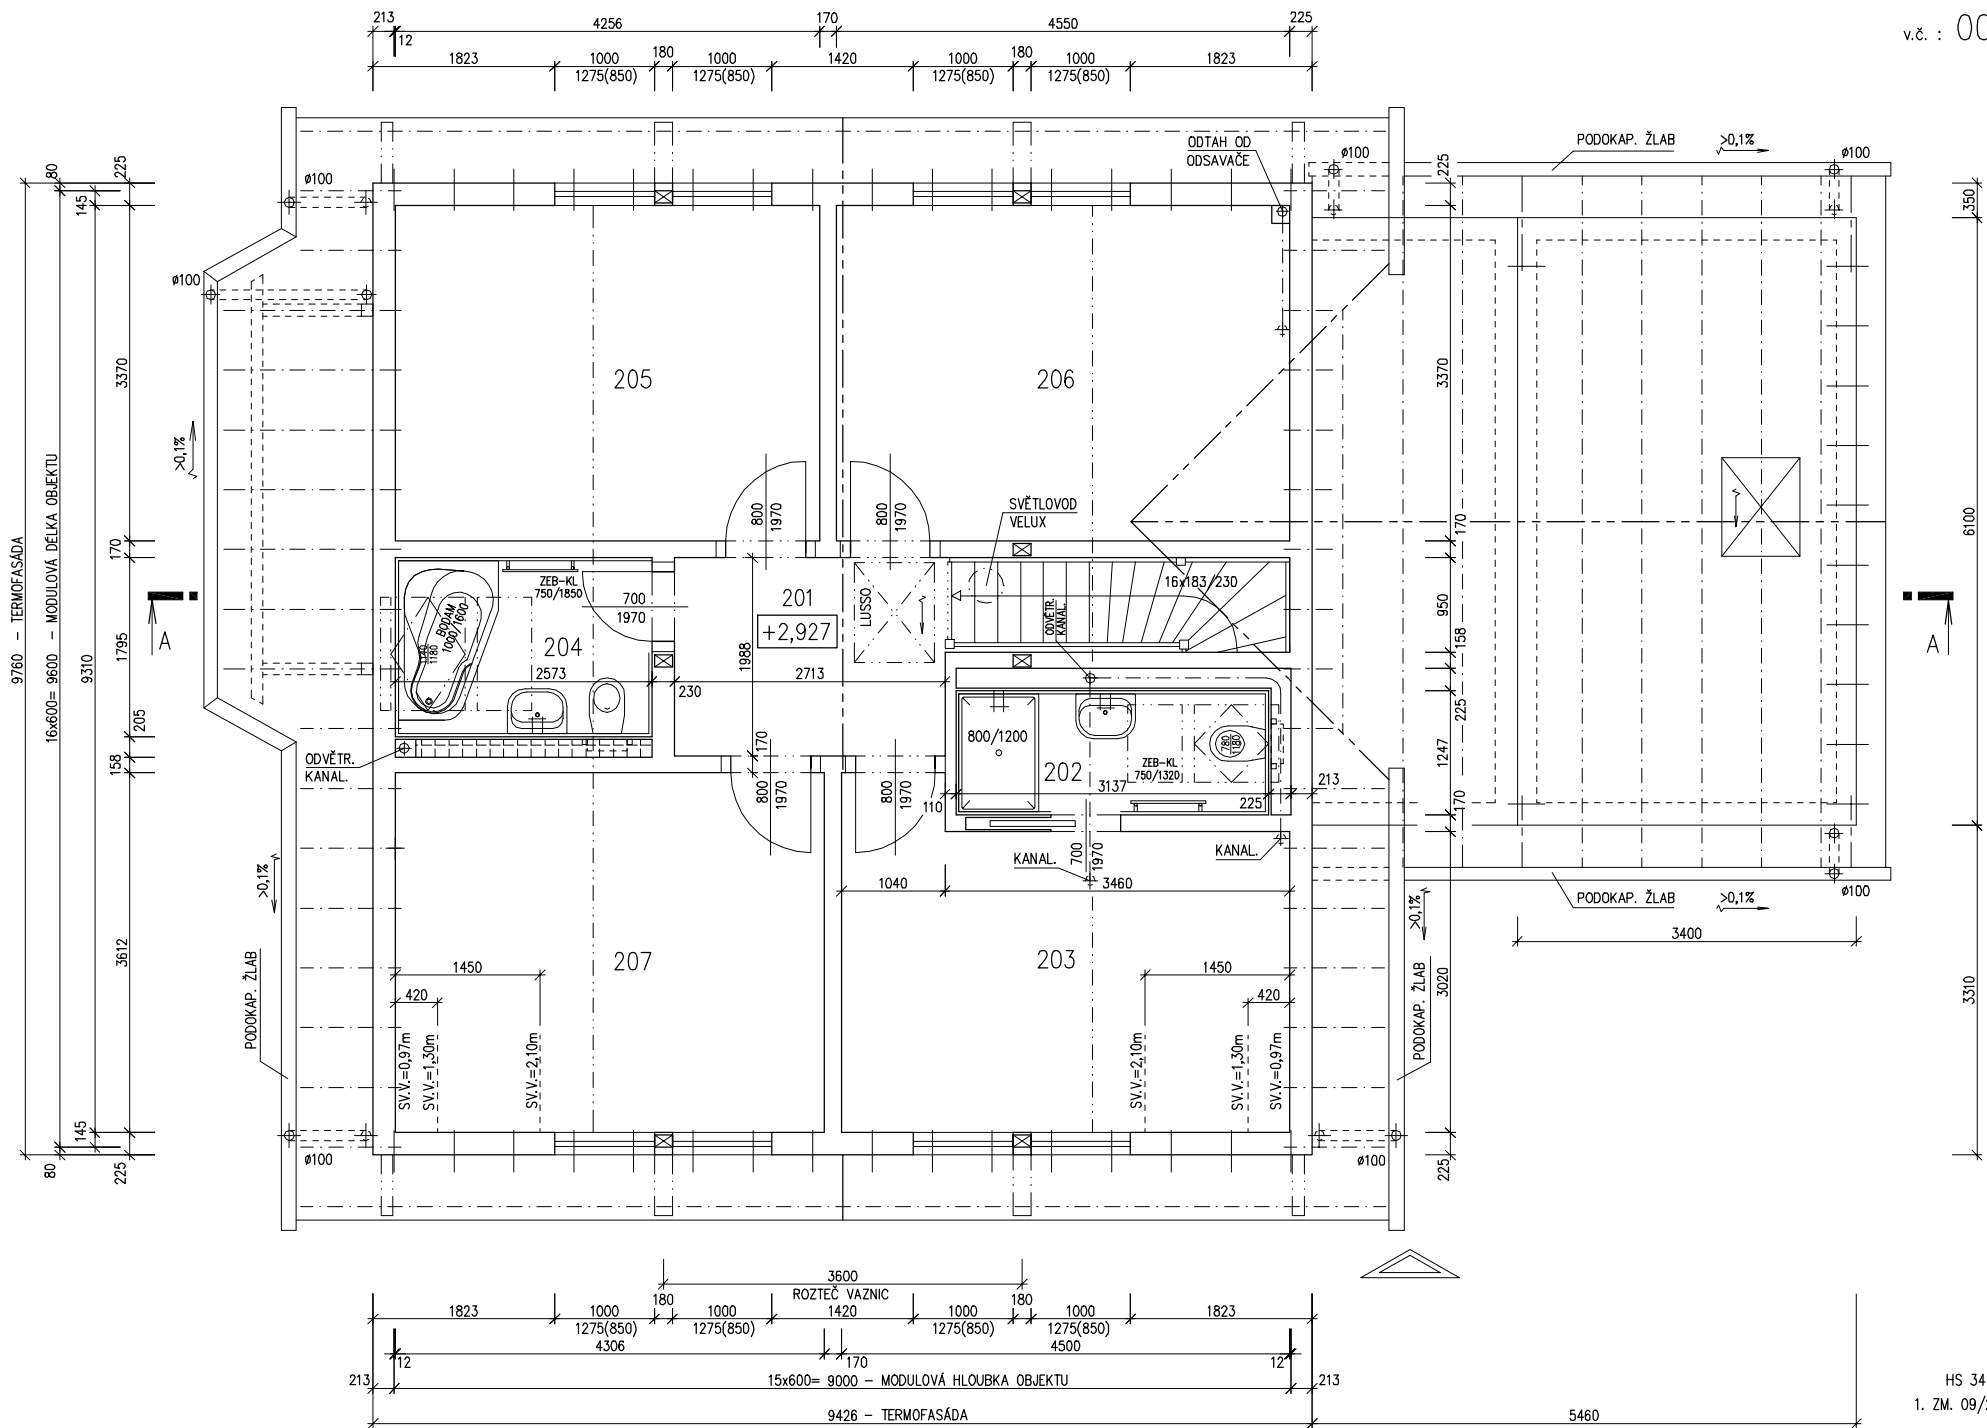 v.č. : 00
213
4256
170
4550
225
12
1823
1000
1275(850)
180
1000
1275(850)
1420
1000
1275(850)
180
1000
1275(850)
1823
ODTAH OD
ODSAVAČE
ø100
PODOKAP. ŽLAB
>0,1%
ø100
80
225
145
ø100
225
350
ø100
9760 – TERMOFASÁDA
16x600= 9600 – MODULOVÁ DÉLKA OBJEKTU
9310
3370
>0,1%
205
206
3370
6100
800
1970
800
1970
SVĚTLOVOD
VELUX
170
170
A
1795
ZEB-KL
750/1850
BODAM
1000/1600
1140
1180
700
1970
204
2573
230
201
+2,927
1988
LUSSO
2713
16x183/230
ODVĚTR.
KANAL.
950
158
A
205
158
ODVĚTR.
KANAL.
170
800
1970
800
1970
800/1200
202
ZEB-KL
750/1320
780
1180
3137
110
225
213
225
1247
170
KANAL.
700
1970
KANAL.
1040
3460
>0,1%
>0,1%
PODOKAP. ŽLAB
>0,1%
ø100
3400
3612
PODOKAP. ŽLAB
207
203
1450
420
SV.V.=0,97m
SV.V.=1,30m
SV.V.=2,10m
1450
420
SV.V.=2,10m
SV.V.=1,30m
SV.V.=0,97m
PODOKAP. ŽLAB
3020
3310
145
80
225
ø100
ø100
225
3600
ROZTEČ VAZNIC
1823
1000
1275(850)
180
1000
1275(850)
1420
1000
1275(850)
180
1000
1275(850)
1823
12
4306
170
4500
12
213
15x600= 9000 – MODULOVÁ HLOUBKA OBJEKTU
213
9426 – TERMOFASÁDA
5460
HS 34
1. ZM. 09/